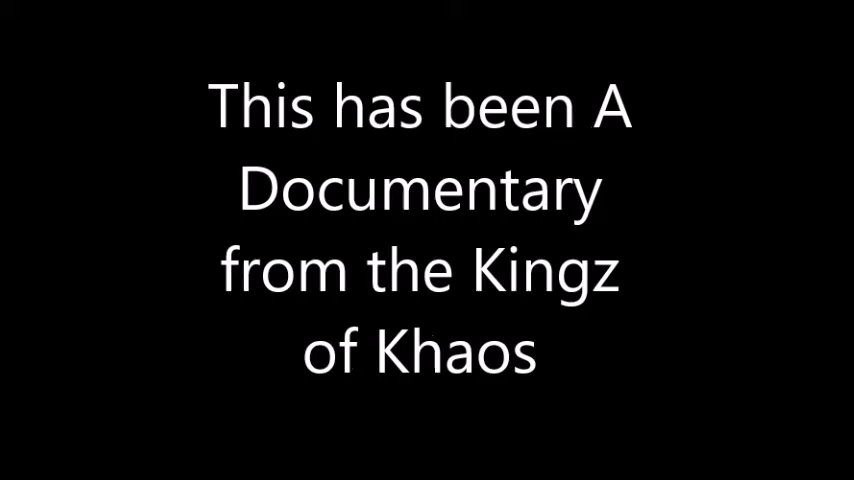 This has been A
Documentary
from the Kingz
of Khaos